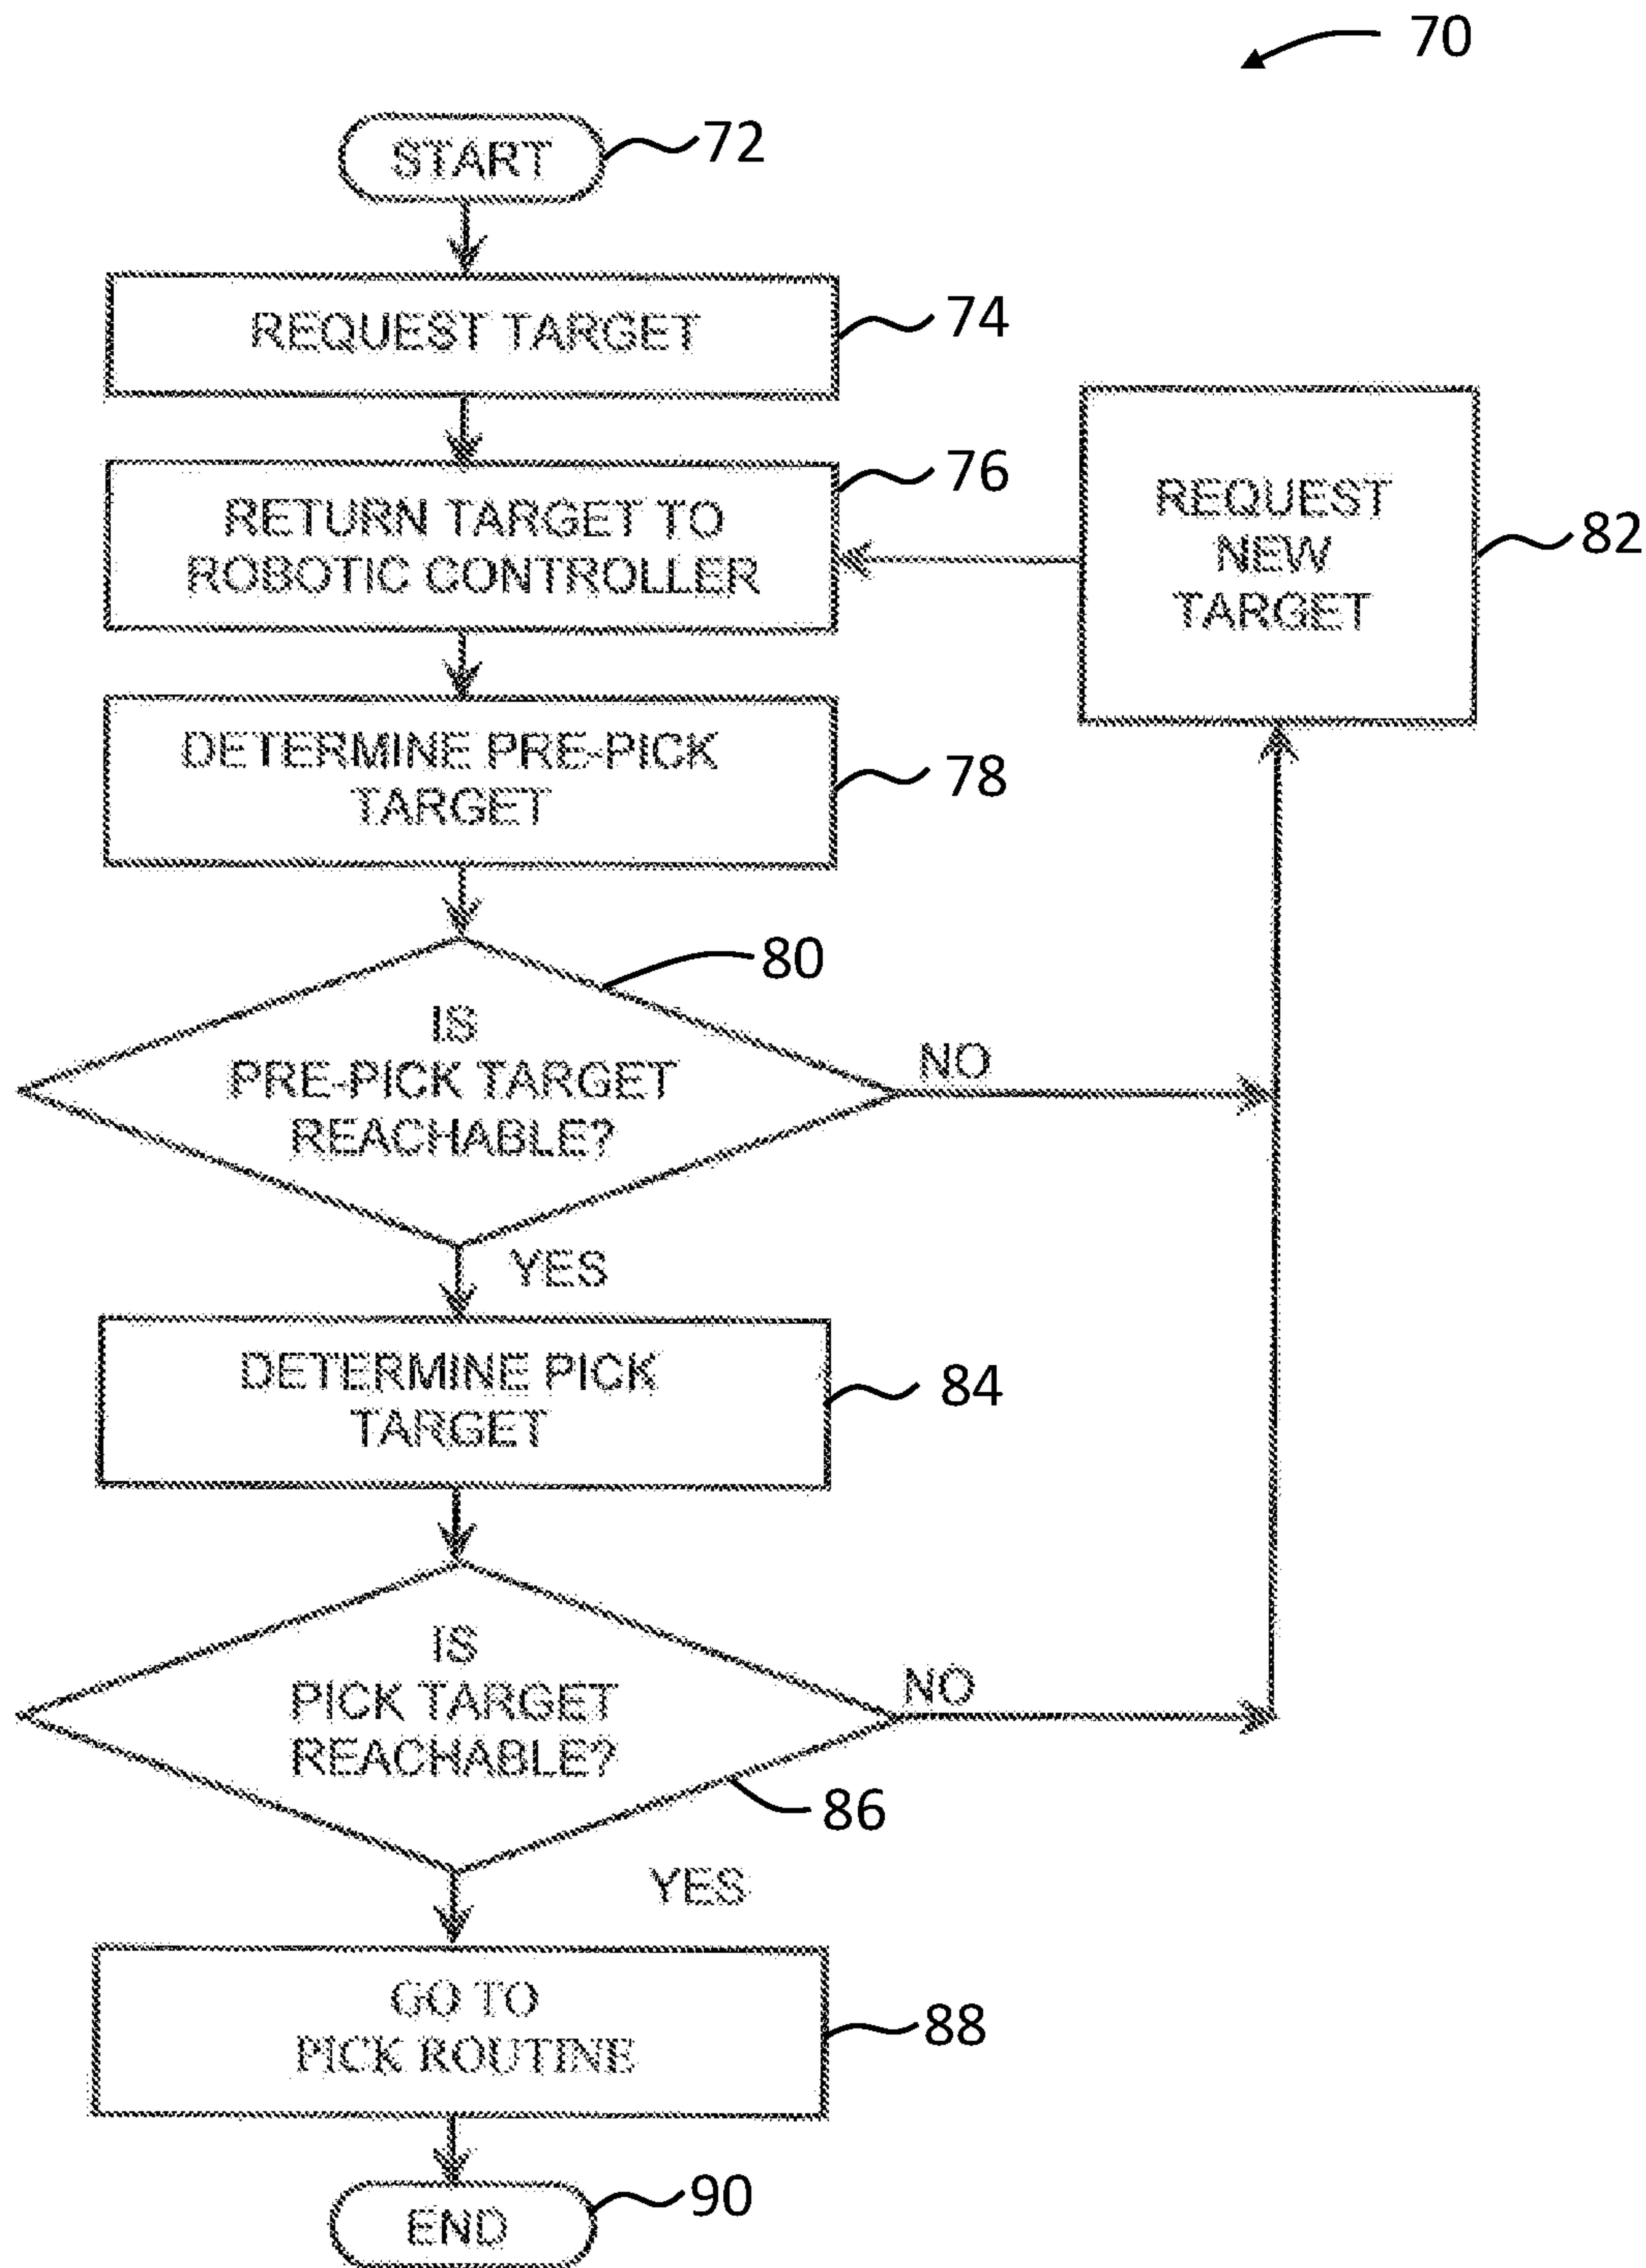 70
START
72
REQUEST TARGET
74
RETURN TARGET TO
ROBOTIC CONTROLLER
76
REQUEST
NEW
TARGET
82
DETERMINE PRE-PICK
TARGET
78
80
IS
PRE-PICK TARGET
REACHABLE?
NO
YES
DETERMINE PICK
TARGET
84
IS
PICK TARGET
REACHABLE?
NO
86
YES
GO TO
PICK ROUTINE
88
END
90